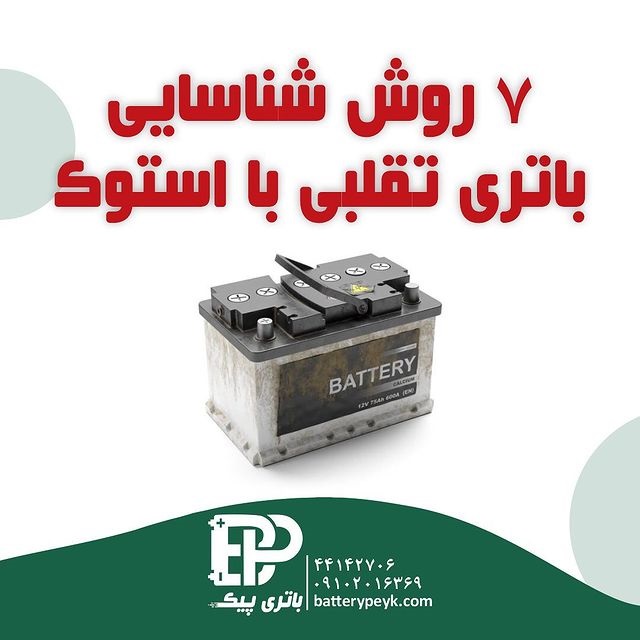 ۷ روش شناسایی
باتری تقلبی با استوک
BATTERY
CALCIUM
12V 75Ah 600A (EN)
باتری پیک
۴۴۱۴۲۷۰۶
۰۹۱۰۲۰۱۶۳۶۹
batterypeyk.com